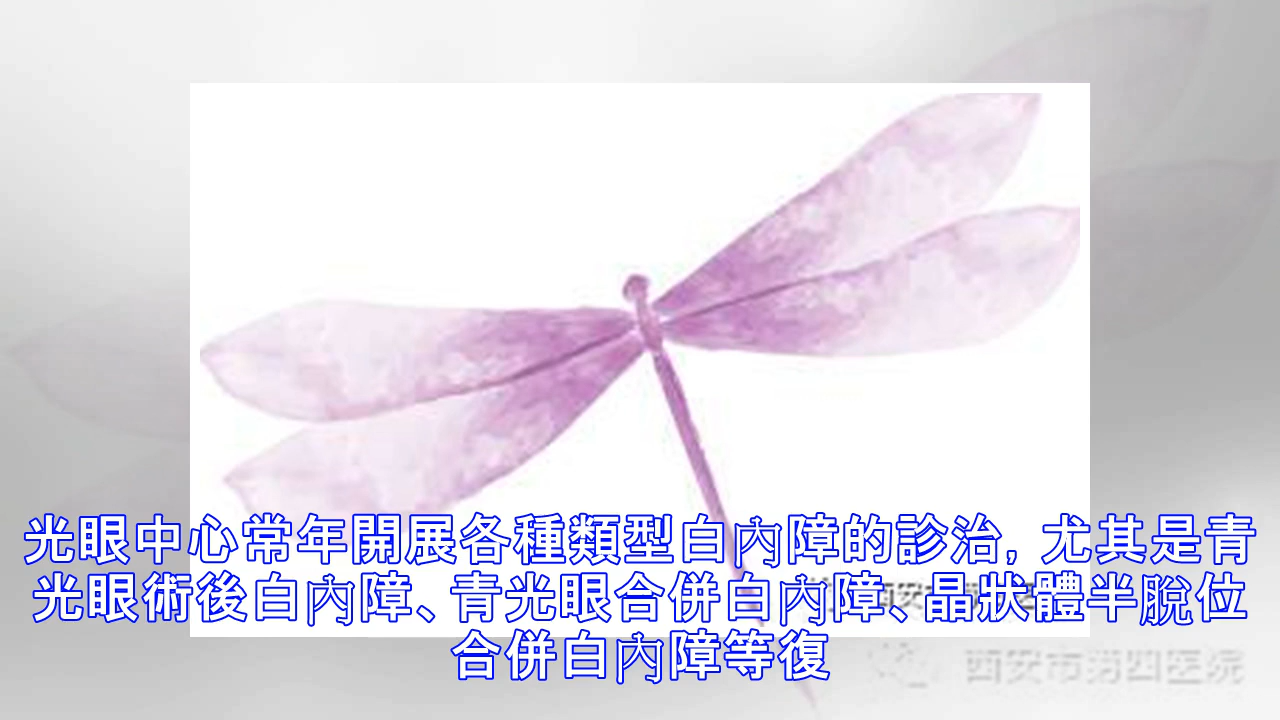 光眼中心常年開展各種類型白內障的診治，尤其是青
光眼術後白內障、青光眼合併白內障、晶狀體半脫位
合併白內障等復
西安市第四医院